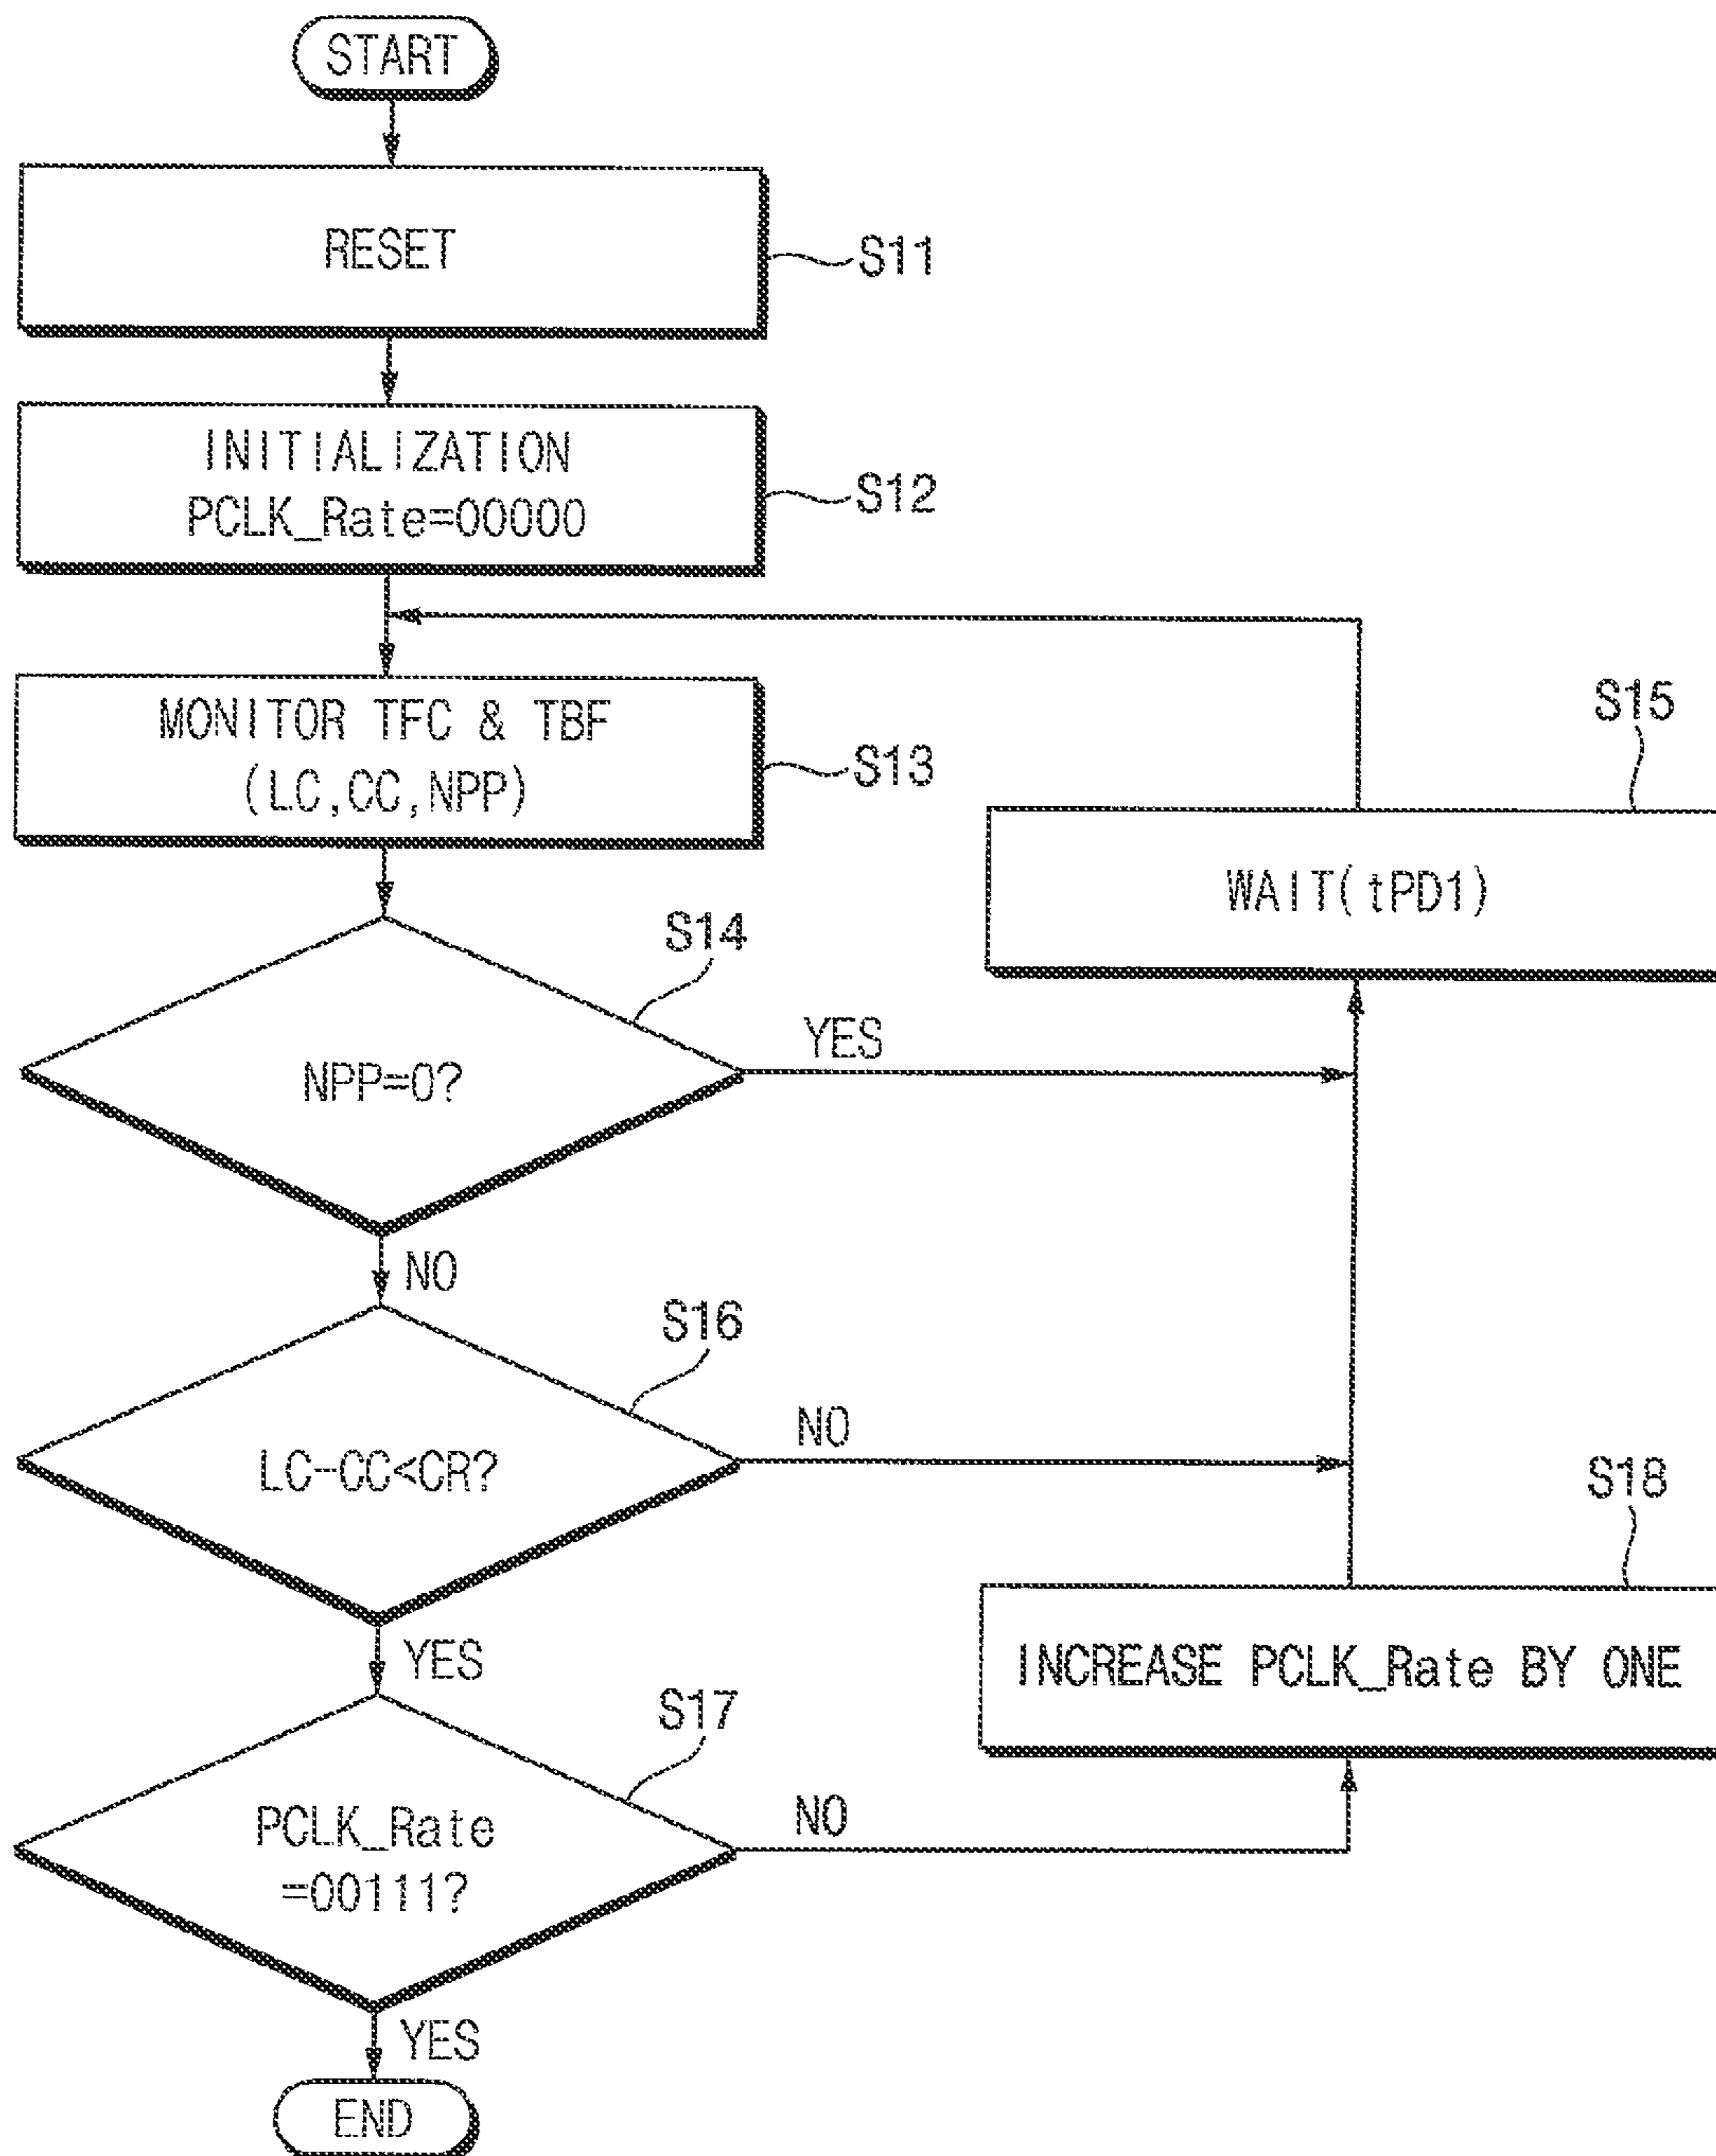 START
RESET
S11
INITIALIZATION
PCLK_Rate=00000
S12
MONITOR TFC & TBF
(LC,CC,NPP)
S13
S15
WAIT(tPD1)
S14
NPP=0?
YES
NO
S16
LC-CC<CR?
NO
YES
S18
INCREASE PCLK_Rate BY ONE
S17
PCLK_Rate
=00111?
NO
YES
END